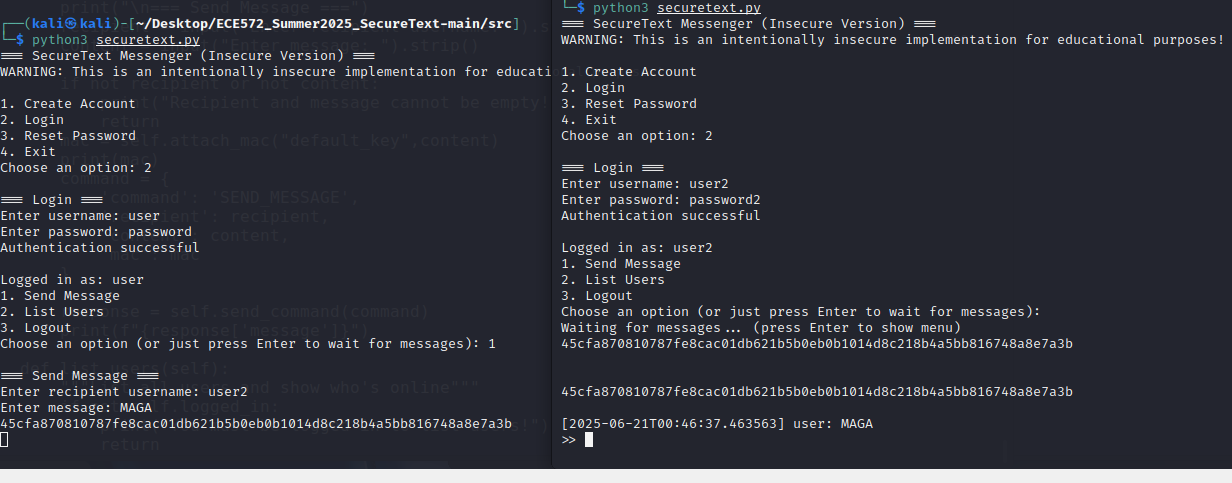 ┌──(kali㉿kali)-[~/Desktop/ECE572_Summer2025_SecureText-main/src]
└─$ python3 securetext.py
=== SecureText Messenger (Insecure Version) ===
WARNING: This is an intentionally insecure implementation for educati

1. Create Account
2. Login
3. Reset Password
4. Exit
Choose an option: 2

=== Login ===
Enter username: user
Enter password: password
Authentication successful

Logged in as: user
1. Send Message
2. List Users
3. Logout
Choose an option (or just press Enter to wait for messages): 1

=== Send Message ===
Enter recipient username: user2
Enter message: MAGA
45cfa870810787fe8cac01db621b5b0eb0b1014d8c218b4a5bb816748a8e7a3b

└─$ python3 securetext.py
=== SecureText Messenger (Insecure Version) ===
WARNING: This is an intentionally insecure implementation for educational purposes!

1. Create Account
2. Login
3. Reset Password
4. Exit
Choose an option: 2

=== Login ===
Enter username: user2
Enter password: password2
Authentication successful

Logged in as: user2
1. Send Message
2. List Users
3. Logout
Choose an option (or just press Enter to wait for messages):
Waiting for messages... (press Enter to show menu)
45cfa870810787fe8cac01db621b5b0eb0b1014d8c218b4a5bb816748a8e7a3b

45cfa870810787fe8cac01db621b5b0eb0b1014d8c218b4a5bb816748a8e7a3b

[2025-06-21T00:46:37.463563] user: MAGA
>>